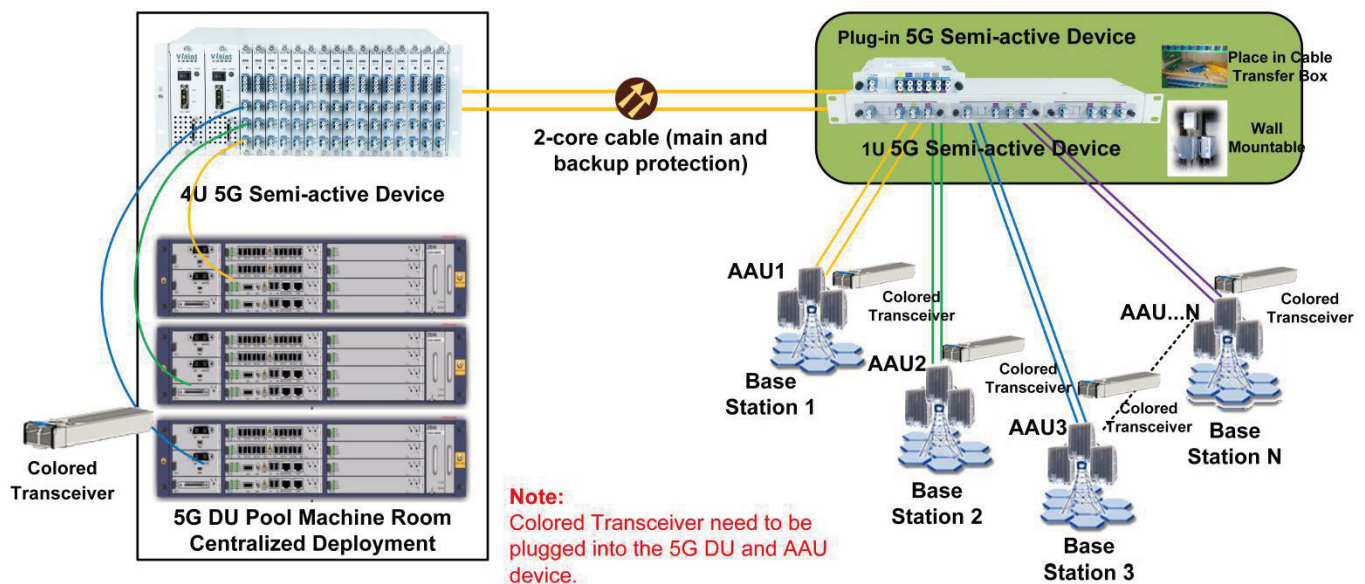 Visint
Visint
4U 5G Semi-active Device
2-core cable (main and
backup protection)
Plug-in 5G Semi-active Device
Place in Cable
Transfer Box
1U 5G Semi-active Device
Wall
Mountable
AAU1
Colored
Transceiver
Base
Station 1
AAU2
Colored
Transceiver
Base
Station 2
AAU3
Colored
Transceiver
Base
Station 3
AAU...N
Colored
Transceiver
Base
Station N
Colored
Transceiver
5G DU Pool Machine Room
Centralized Deployment
Note:
Colored Transceiver need to be
plugged into the 5G DU and AAU
device.